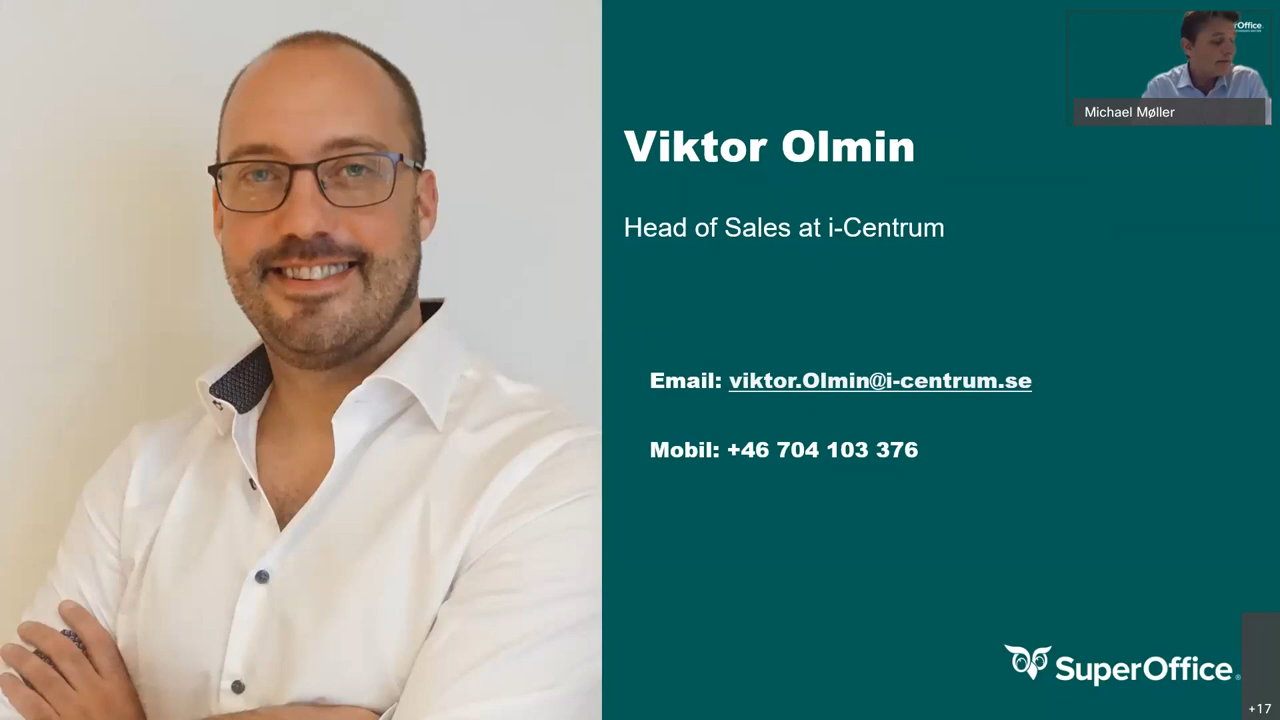 Viktor Olmin
Head of Sales at i-Centrum
Email: viktor.Olmin@i-centrum.se
Mobil: +46 704 103 376
SuperOffice
rOffice
Michael Møller
+17